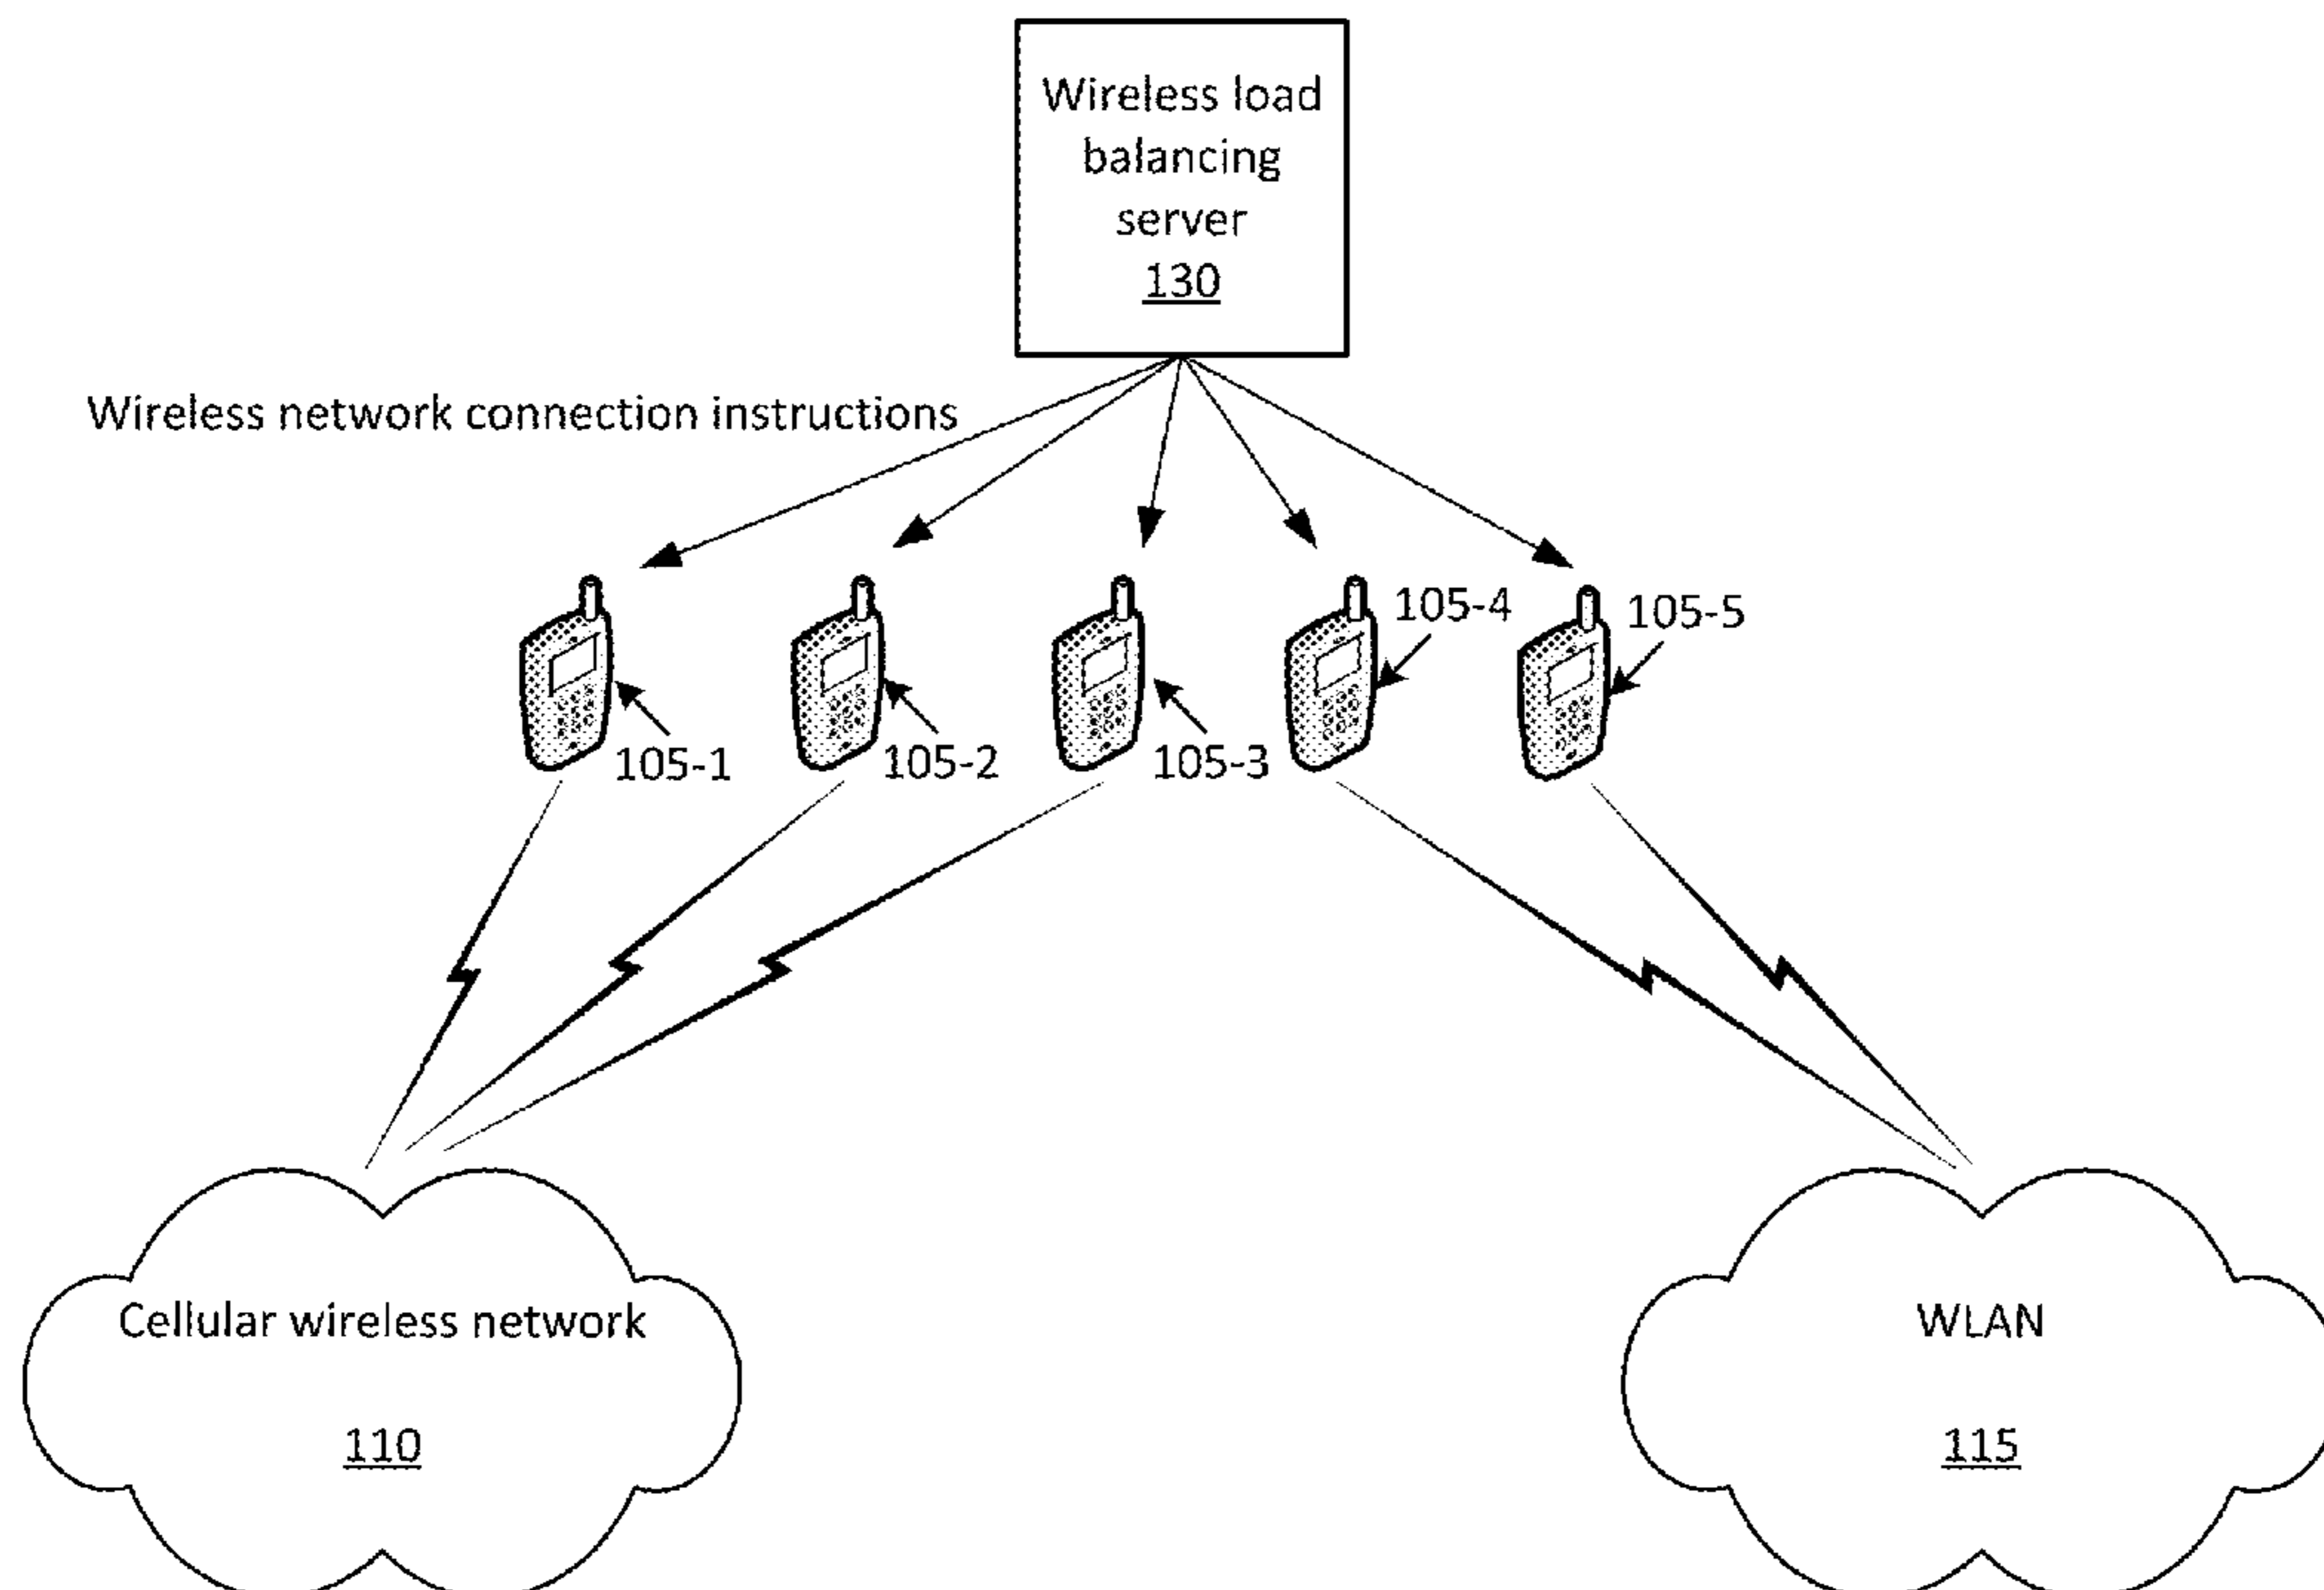 Wireless load
balancing
server
130
Wireless network connection instructions
105-4
105-5
105-1
105-2
105-3
Cellular wireless network
110
WLAN
115